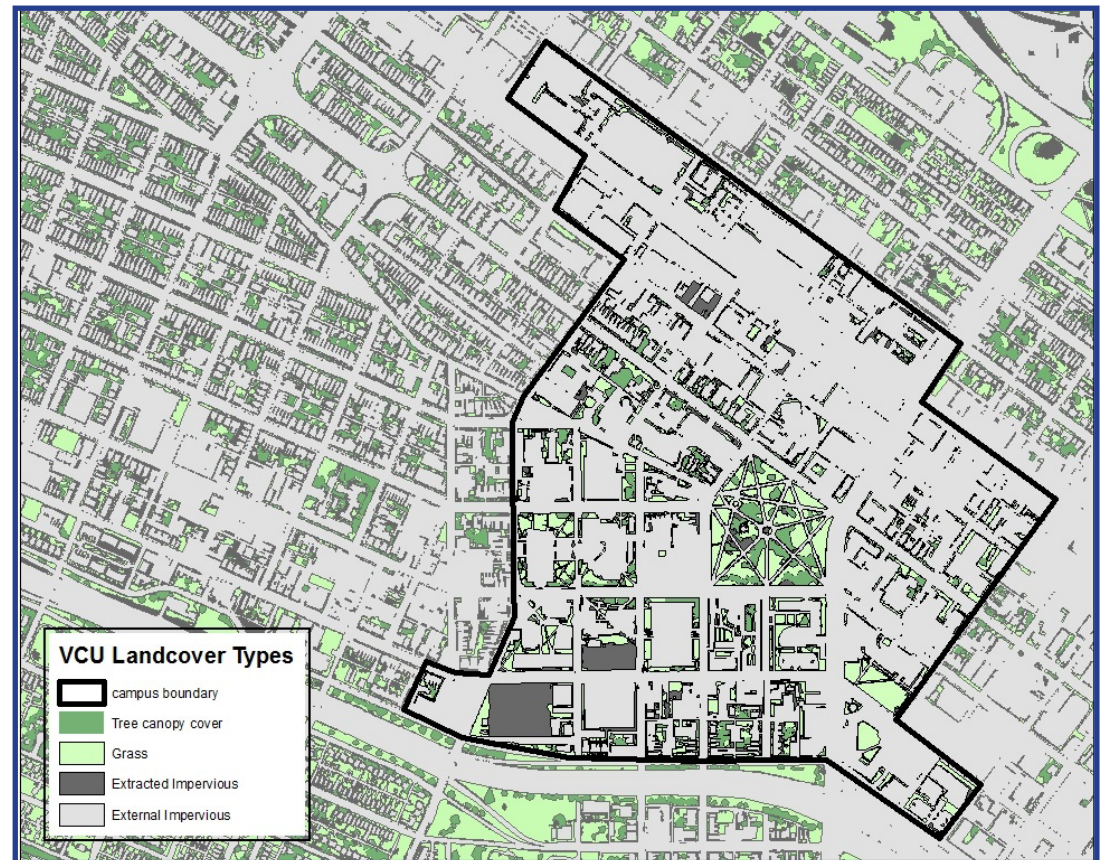 VCU Landcover Types
campus boundary
Tree canopy cover
Grass
Extracted Impervious
External Impervious